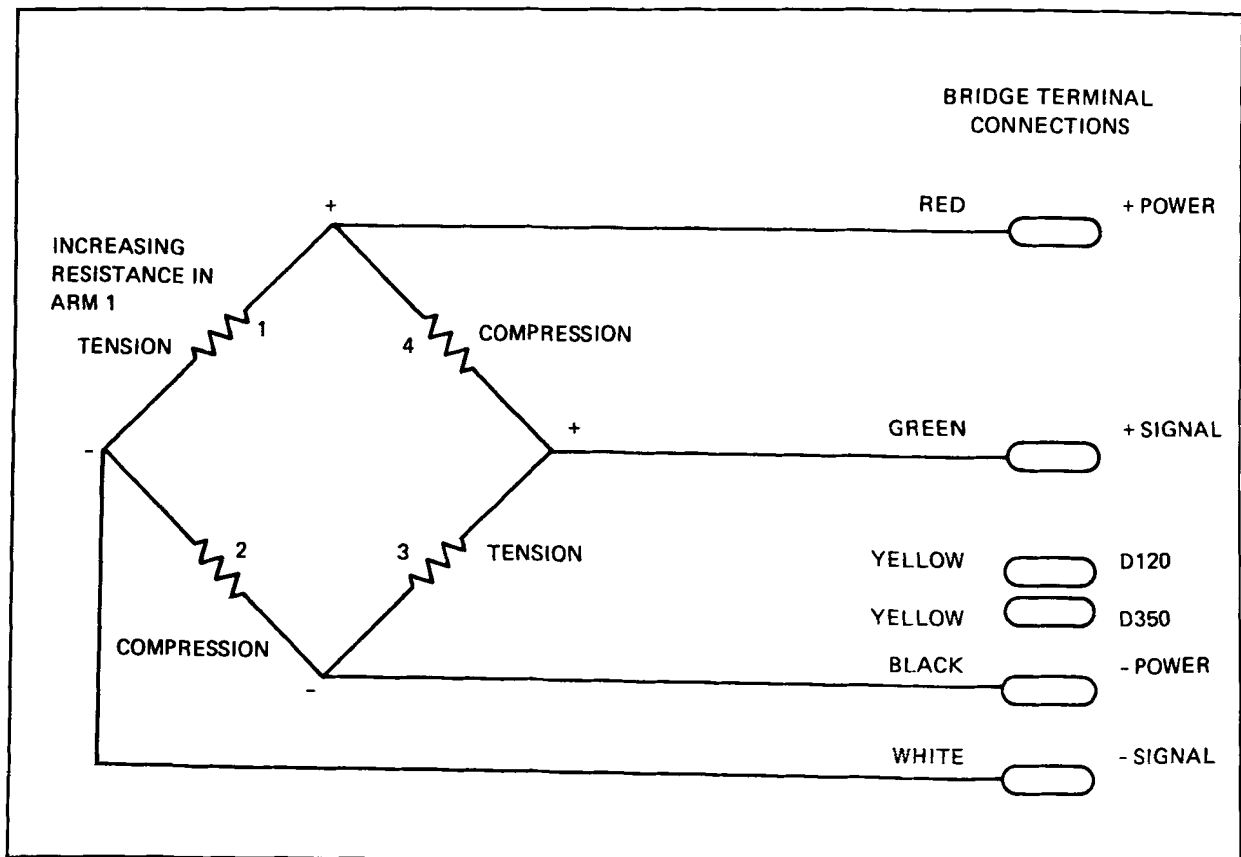 BRIDGE TERMINAL
CONNECTIONS
+
RED
+ POWER
INCREASING
RESISTANCE IN
ARM 1
TENSION
1
4
COMPRESSION
-
+
GREEN
+ SIGNAL
2
3
TENSION
YELLOW
D120
YELLOW
D350
COMPRESSION
-
BLACK
- POWER
WHITE
- SIGNAL